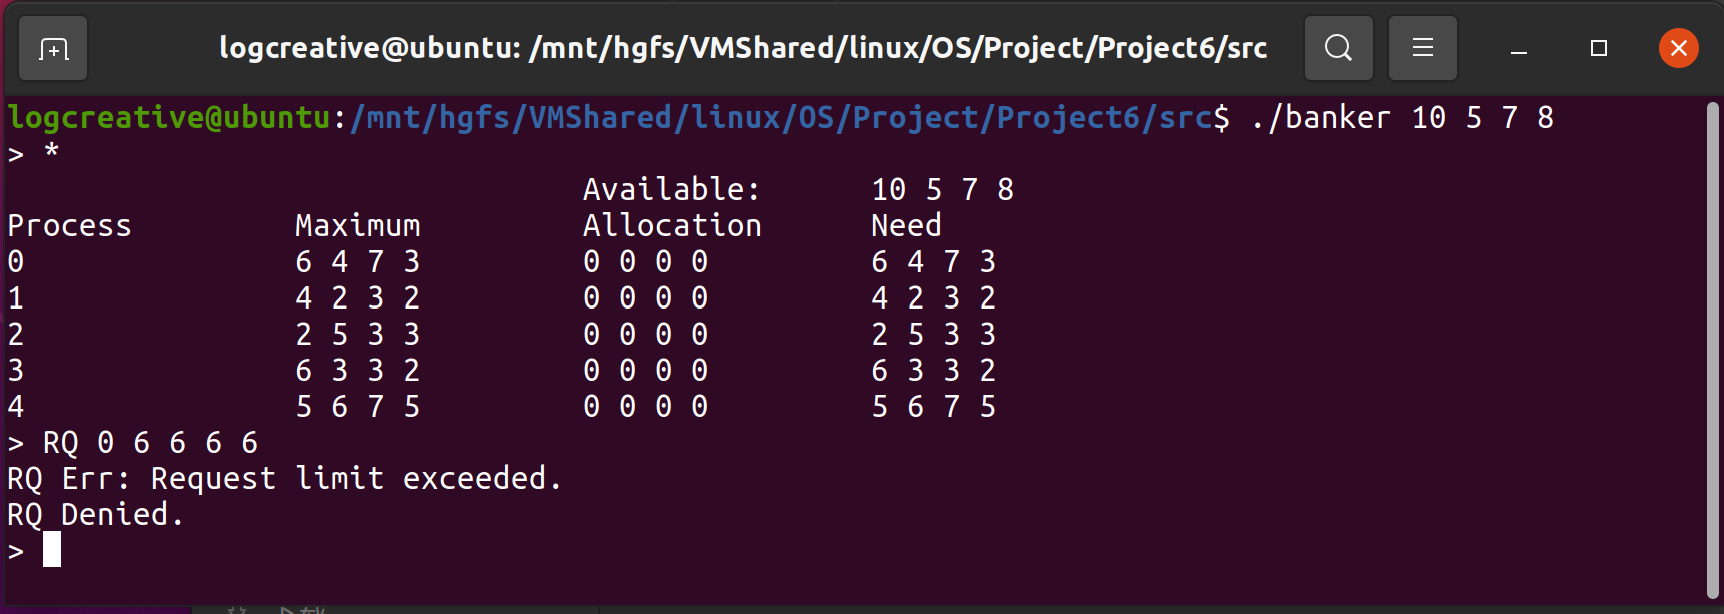 logcreative@ubuntu: /mnt/hgfs/VMShared/linux/OS/Project/Project6/src
logcreative@ubuntu:/mnt/hgfs/VMShared/linux/OS/Project/Project6/src$ ./banker 10 5 7 8
> *
Available: 10 5 7 8
Process Maximum Allocation Need
0 6 4 7 3 0 0 0 0 6 4 7 3
1 4 2 3 2 0 0 0 0 4 2 3 2
2 2 5 3 3 0 0 0 0 2 5 3 3
3 6 3 3 2 0 0 0 0 6 3 3 2
4 5 6 7 5 0 0 0 0 5 6 7 5
> RQ 0 6 6 6 6
RQ Err: Request limit exceeded.
RQ Denied.
>